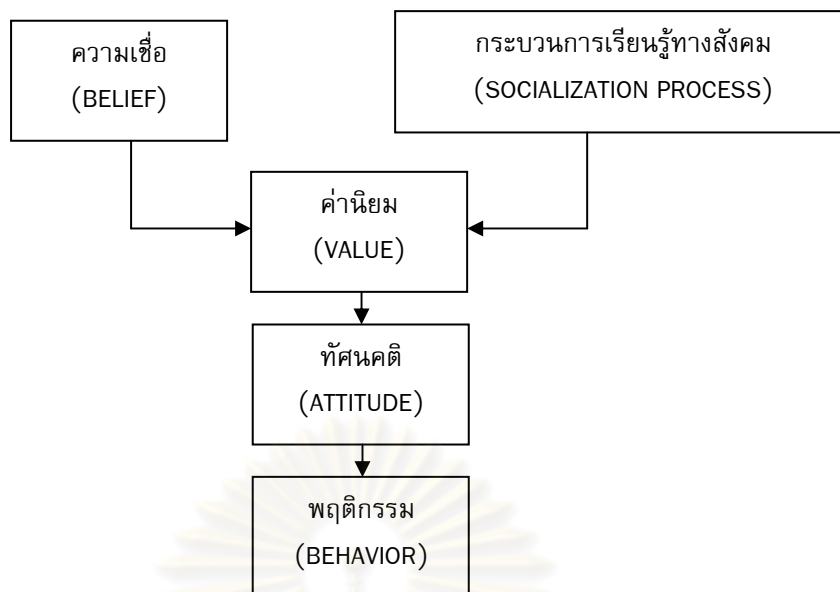 ความเชื่อ
(BELIEF)
กระบวนการเรียนรู้ทางสังคม
(SOCIALIZATION PROCESS)
ค่านิยม
(VALUE)
ทัศนคติ
(ATTITUDE)
พฤติกรรม
(BEHAVIOR)